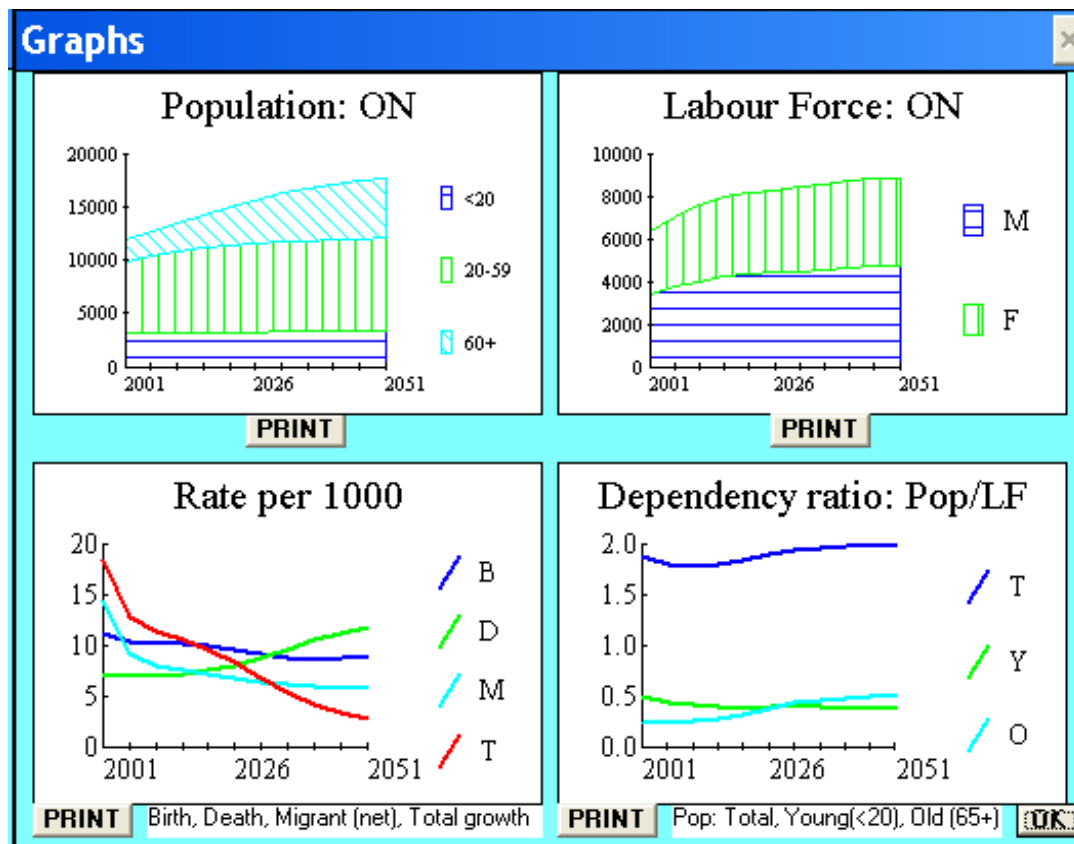 Graphs
Population: ON
20000
15000
10000
5000
0
2001 2026 2051
<20
20-59
60+
PRINT
Labour Force: ON
10000
8000
6000
4000
2000
0
2001 2026 2051
M
F
PRINT
Rate per 1000
20
15
10
5
0
2001 2026 2051
B
D
M
T
PRINT Birth, Death, Migrant (net), Total growth
Dependency ratio: Pop/LF
2.0
1.5
1.0
0.5
0.0
2001 2026 2051
T
Y
O
PRINT Pop: Total, Young(<20), Old (65+) OK